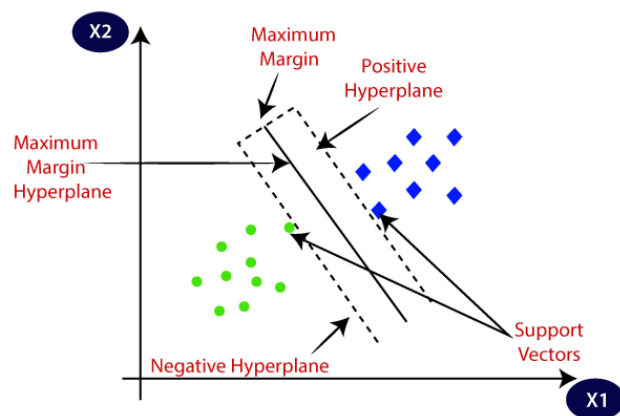 X2
Maximum
Margin
Positive
Hyperplane
Maximum
Margin
Hyperplane
Support
Vectors
Negative Hyperplane
X1